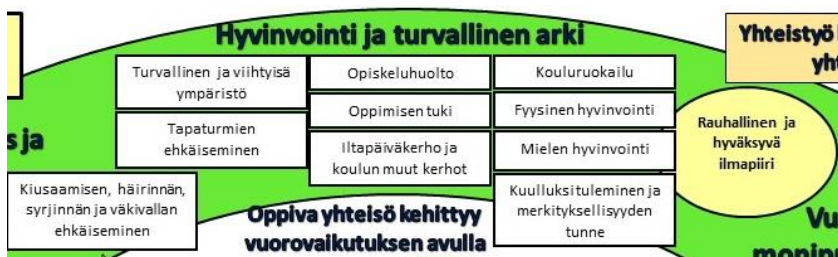 Hyvinvointi ja turvallinen arki
Yhteistyö
Turvallinen ja viihtyisä
ympäristö
Tapaturmien
ehkäiseminen
Kiusaamisen, häirinnän,
syrjinnän ja väkivallan
ehkäiseminen
Opiskeluhuolto
Oppimisen tuki
Iltapäiväkerho ja
koulun muut kerhot
Kouluruokailu
Fyysinen hyvinvointi
Mielen hyvinvointi
Kuulluksi tuleminen ja
merkityksellisyyden
tunne
Rauhallinen ja
hyväksyvä
ilmapiiri
ja
Oppiva yhteisö kehittyy
vuorovaikutuksen avulla